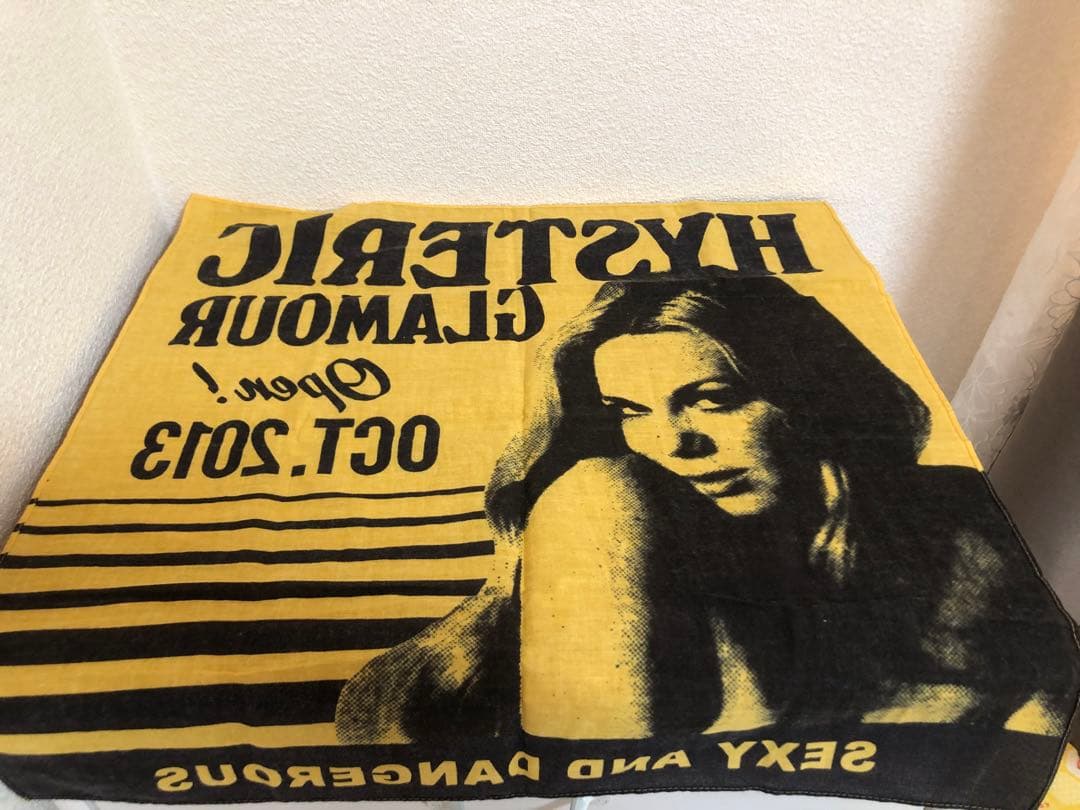 HYSTERIC
GLAMOUR
Open!
OCT.2013
SEXY AND DANGEROUS